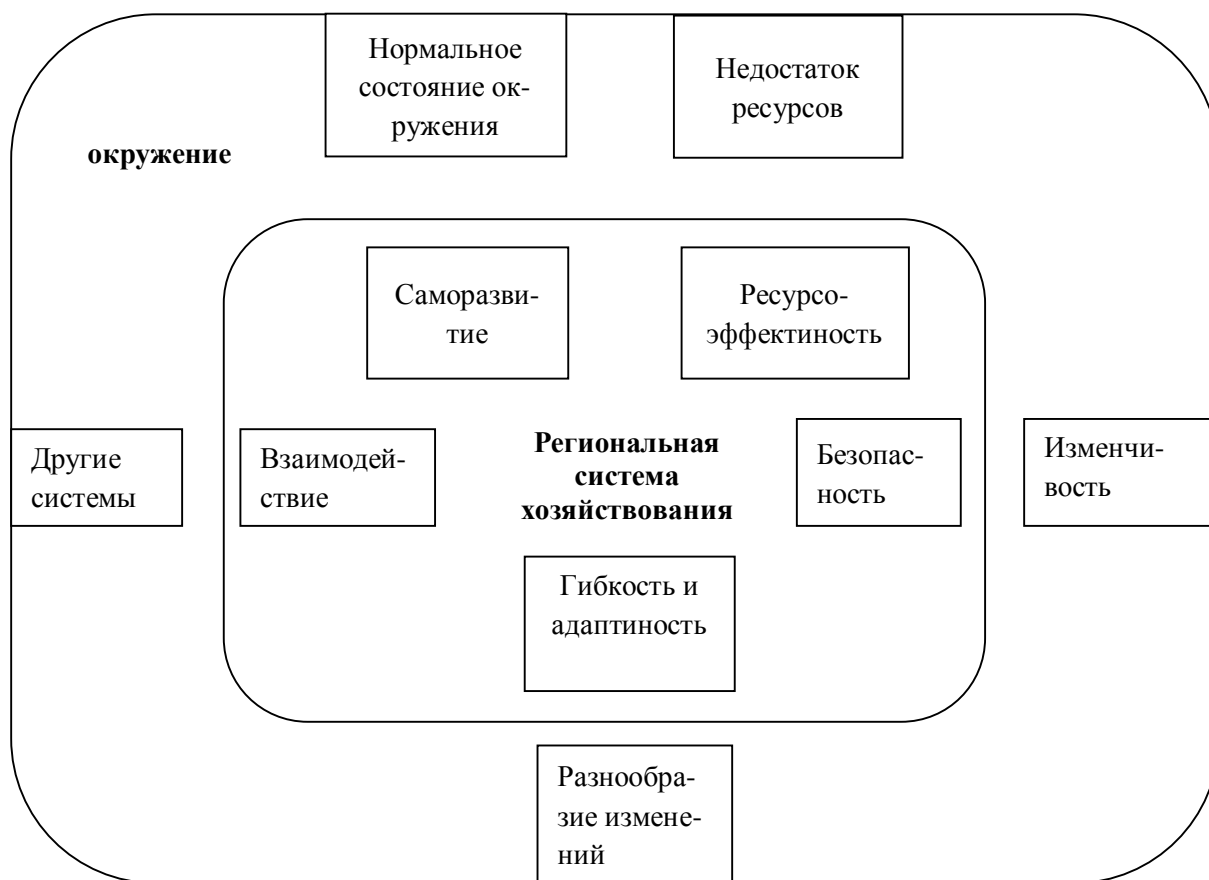 Нормальное
состояние ок-
ружения
Недостаток
ресурсов
окружение
Саморазви-
тие
Ресурсо-
эффектиность
Другие
системы
Взаимодей-
ствие
Региональная
система
хозяйствования
Безопас-
ность
Изменчи-
вость
Гибкость и
адаптиность
Разнообра-
зие измене-
ний